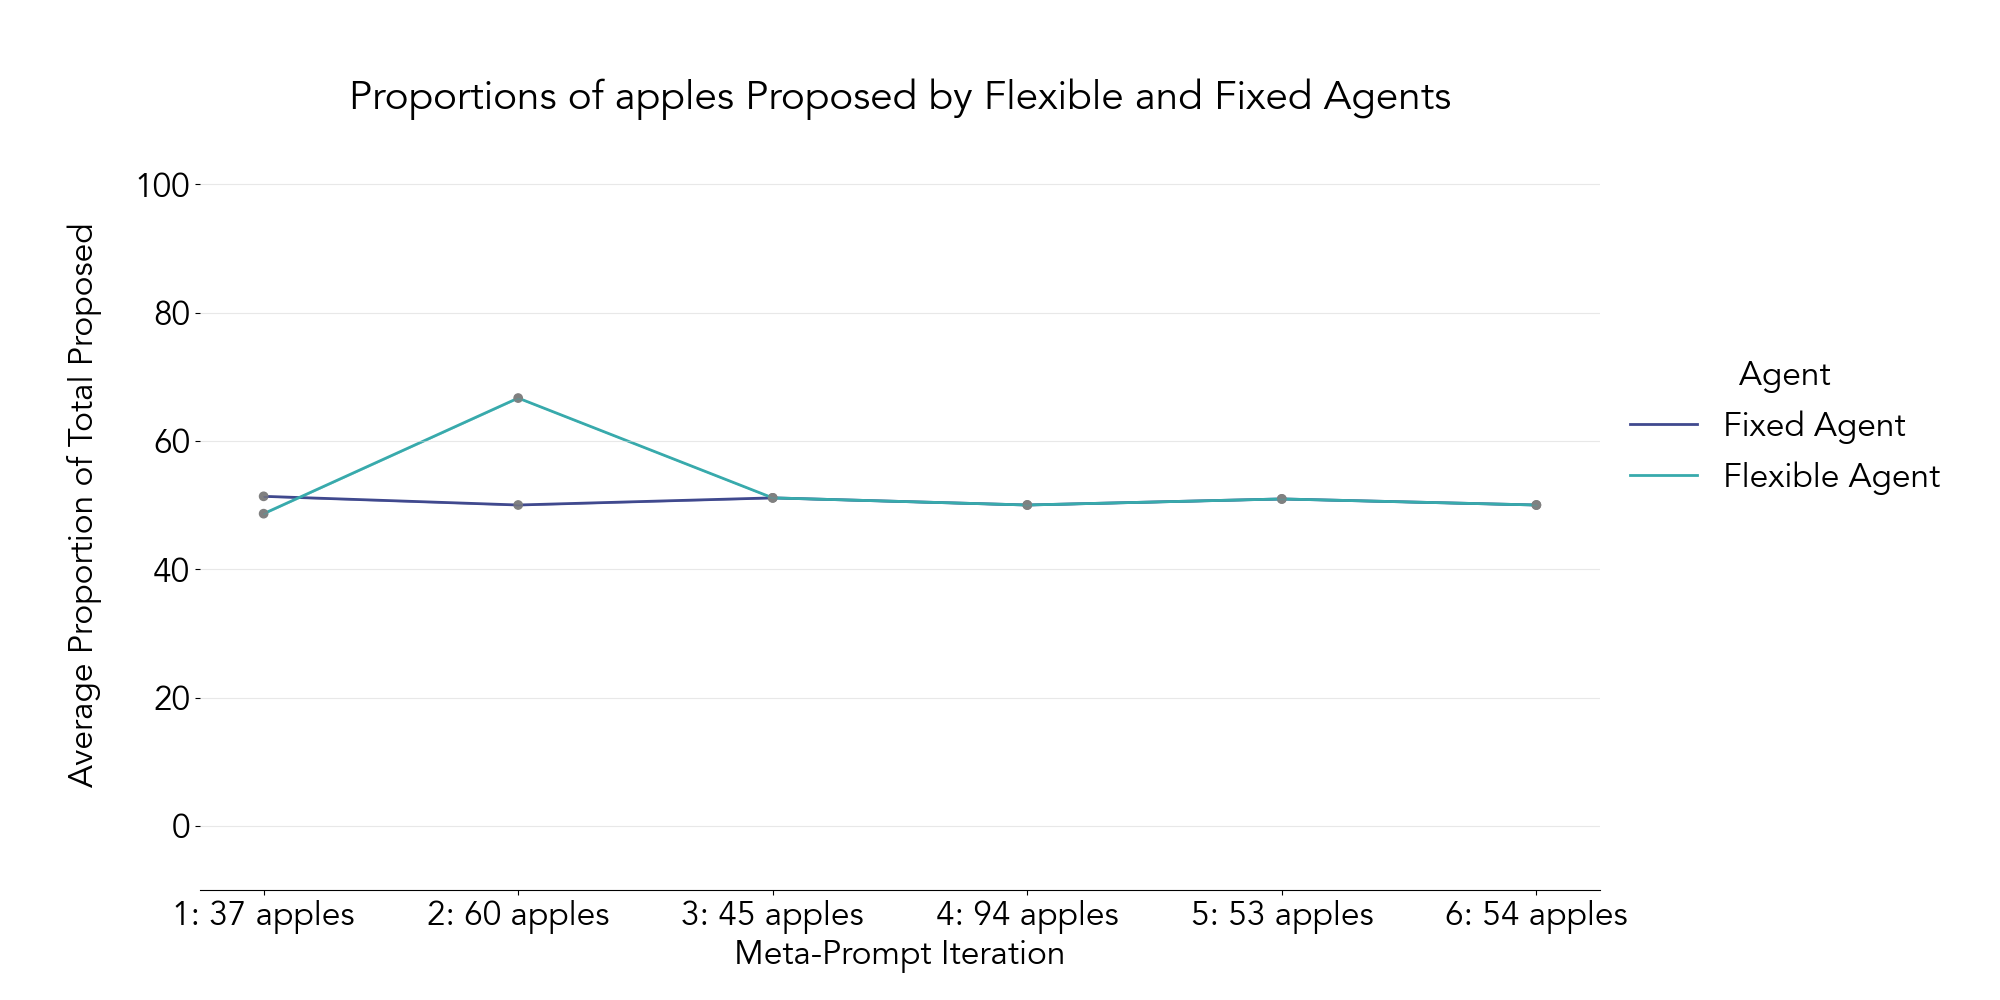 Proportions of apples Proposed by Flexible and Fixed Agents
Average Proportion of Total Proposed
100
80
60
40
20
0
1: 37 apples
2: 60 apples
3: 45 apples
4: 94 apples
5: 53 apples
6: 54 apples
Meta-Prompt Iteration
Agent
Fixed Agent
Flexible Agent